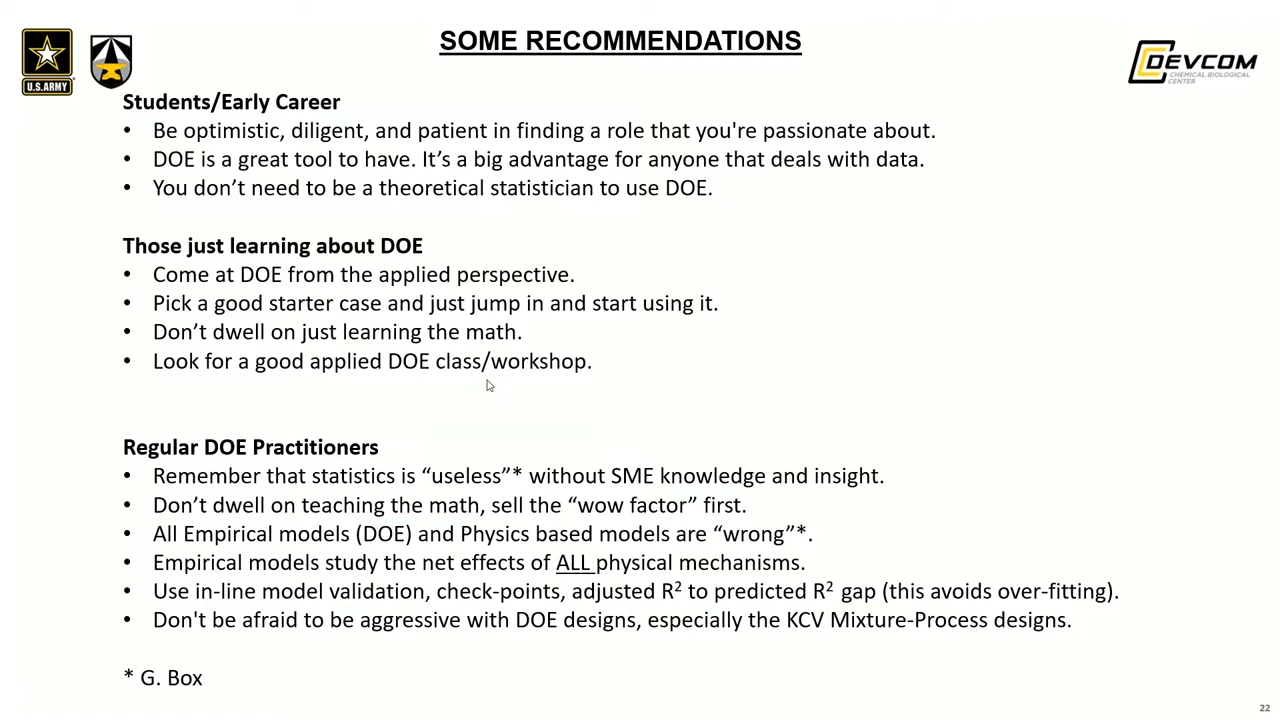 SOME RECOMMENDATIONS
U.S.ARMY
DEVCOM
CHEMICAL BIOLOGICAL
CENTER
Students/Early Career
• Be optimistic, diligent, and patient in finding a role that you're passionate about.
• DOE is a great tool to have. It’s a big advantage for anyone that deals with data.
• You don’t need to be a theoretical statistician to use DOE.
Those just learning about DOE
• Come at DOE from the applied perspective.
• Pick a good starter case and just jump in and start using it.
• Don’t dwell on just learning the math.
• Look for a good applied DOE class/workshop.
Regular DOE Practitioners
• Remember that statistics is “useless”* without SME knowledge and insight.
• Don’t dwell on teaching the math, sell the “wow factor” first.
• All Empirical models (DOE) and Physics based models are “wrong”*.
• Empirical models study the net effects of ALL physical mechanisms.
• Use in-line model validation, check-points, adjusted R² to predicted R² gap (this avoids over-fitting).
• Don't be afraid to be aggressive with DOE designs, especially the KCV Mixture-Process designs.
* G. Box
22